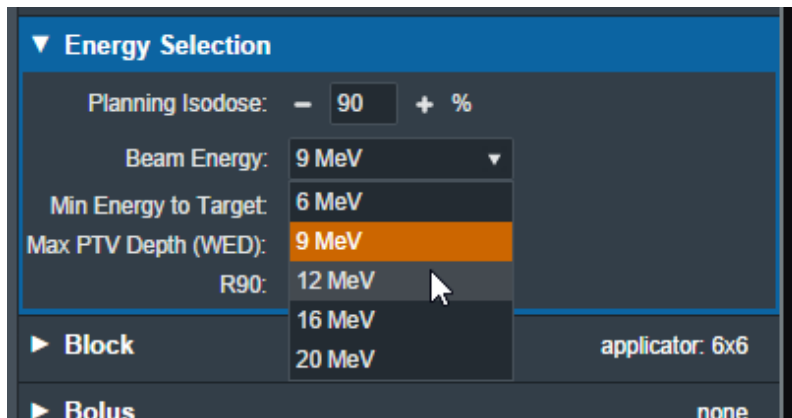 ▼ Energy Selection
Planning Isodose: − 90 + %
Beam Energy: 9 MeV ▼
Min Energy to Target: 6 MeV
Max PTV Depth (WED): 9 MeV
R90: 12 MeV
16 MeV
► Block applicator: 6x6
20 MeV
► Bolus none